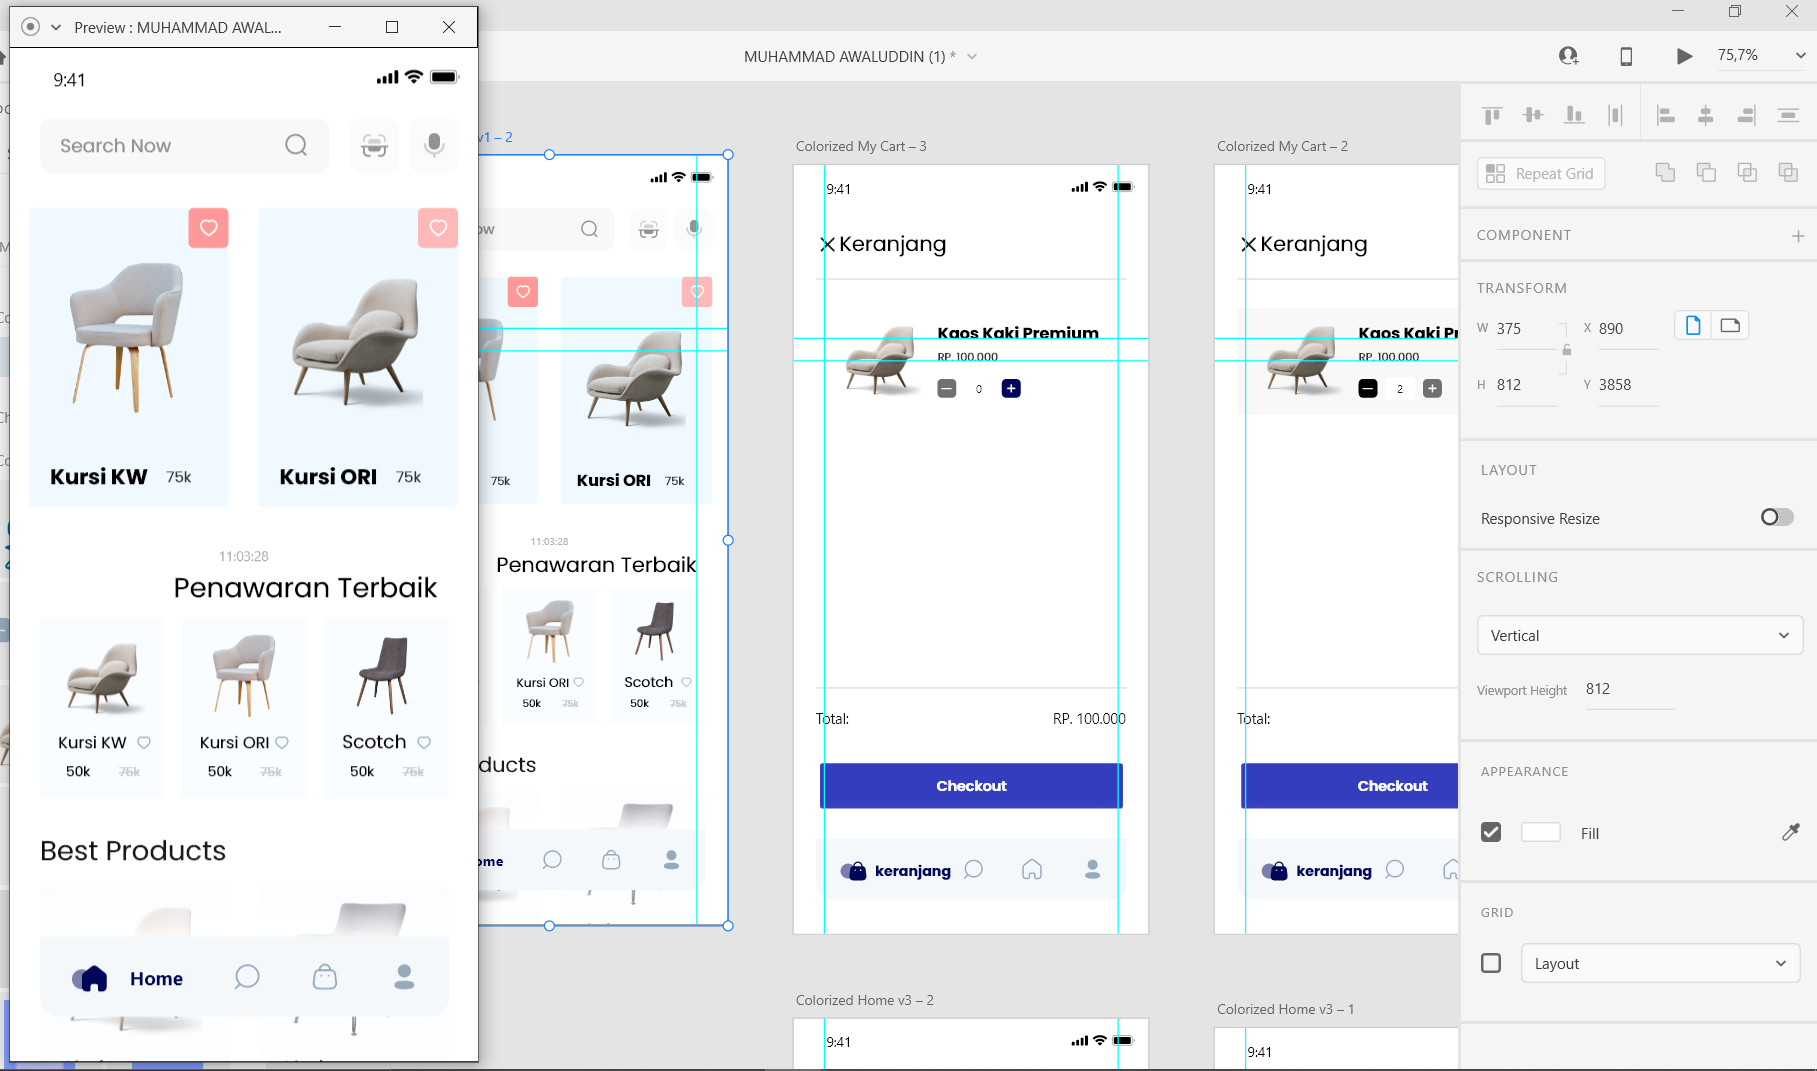 Preview : MUHAMMAD AWAL...
9:41
Search Now
Kursi KW 75k
Kursi ORI 75k
11:03:28
Penawaran Terbaik
Kursi KW
50k 75k
Kursi ORI
50k 75k
Scotch
50k 75k
Best Products
Home
MUHAMMAD AWALUDDIN (1) *
75,7%
v1 – 2
ow
75k
Kursi ORI 75k
11:03:28
Penawaran Terbaik
Kursi ORI
50k 75k
Scotch
50k 75k
ducts
ome
Colorized My Cart – 3
9:41
Keranjang
Kaos Kaki Premium
RP. 100.000
0
Total: RP. 100.000
Checkout
keranjang
Colorized Home v3 – 2
9:41
Colorized My Cart – 2
9:41
Keranjang
Kaos Kaki Pr
RP. 100.000
2
Total:
Checkout
keranjang
Colorized Home v3 – 1
9:41
Repeat Grid
COMPONENT
TRANSFORM
W 375 X 890
H 812 Y 3858
LAYOUT
Responsive Resize
SCROLLING
Vertical
Viewport Height 812
APPEARANCE
Fill
GRID
Layout